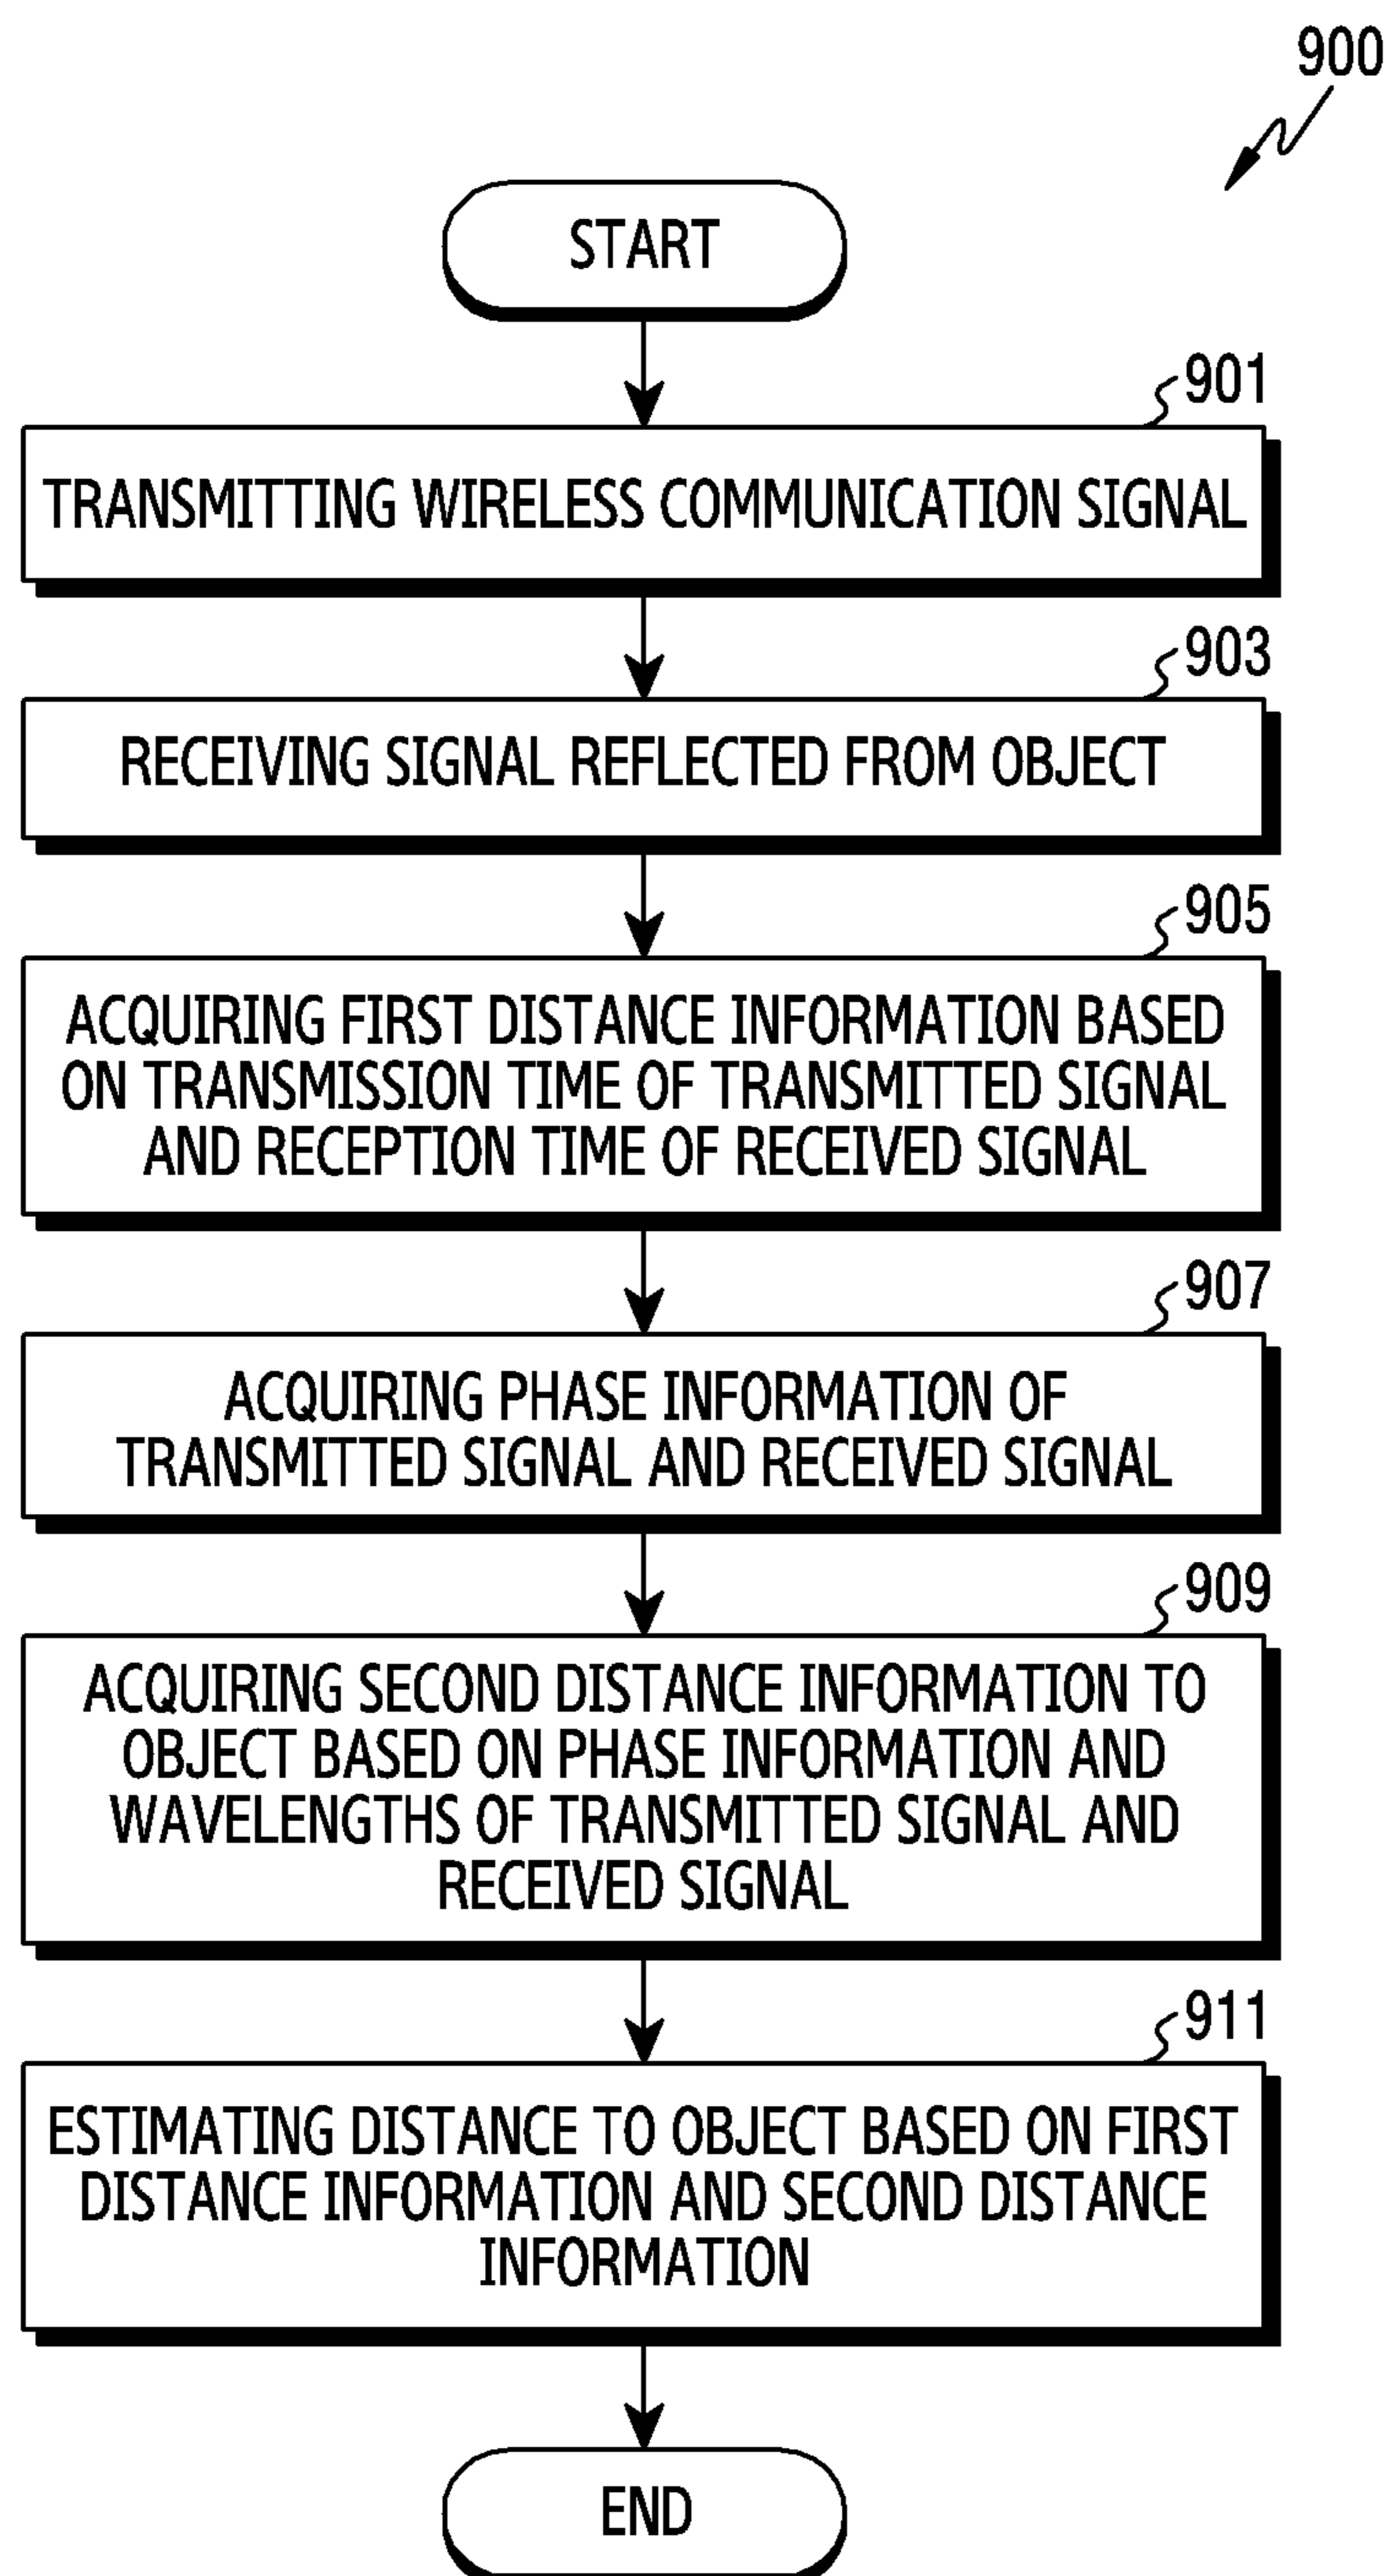 900
START
901
TRANSMITTING WIRELESS COMMUNICATION SIGNAL
903
RECEIVING SIGNAL REFLECTED FROM OBJECT
905
ACQUIRING FIRST DISTANCE INFORMATION BASED
ON TRANSMISSION TIME OF TRANSMITTED SIGNAL
AND RECEPTION TIME OF RECEIVED SIGNAL
907
ACQUIRING PHASE INFORMATION OF
TRANSMITTED SIGNAL AND RECEIVED SIGNAL
909
ACQUIRING SECOND DISTANCE INFORMATION TO
OBJECT BASED ON PHASE INFORMATION AND
WAVELENGTHS OF TRANSMITTED SIGNAL AND
RECEIVED SIGNAL
911
ESTIMATING DISTANCE TO OBJECT BASED ON FIRST
DISTANCE INFORMATION AND SECOND DISTANCE
INFORMATION
END